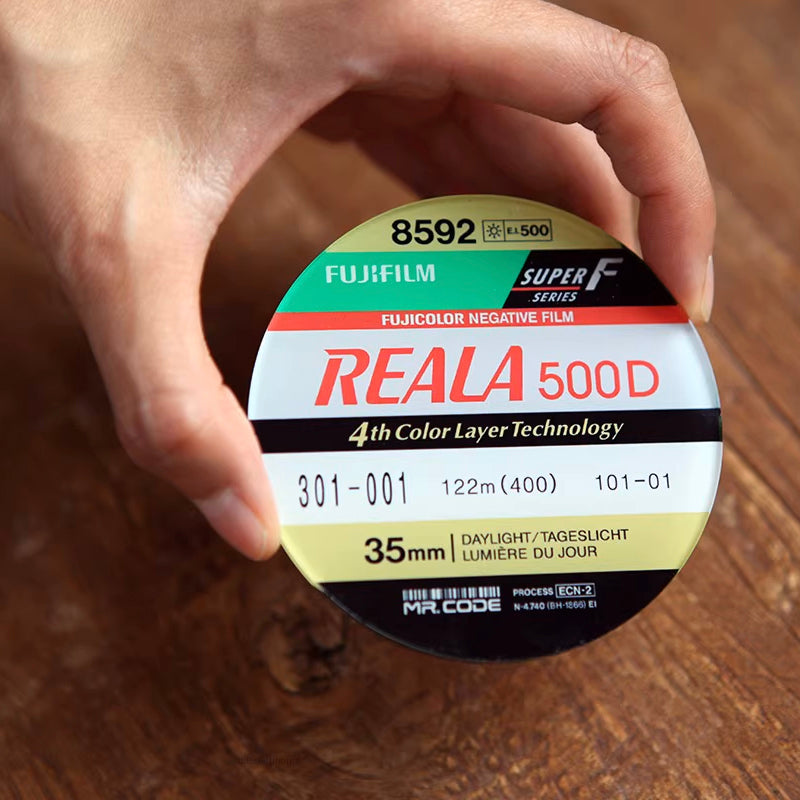 8592 E.I.500
FUJIFILM
SUPER F
SERIES
FUJICOLOR NEGATIVE FILM
REALA 500D
4th Color Layer Technology
301-001 122m(400) 101-01
35mm
DAYLIGHT/TAGESLICHT
LUMIÈRE DU JOUR
MR.CODE
PROCESS ECN-2
N-4.740 (BH-1866) EI